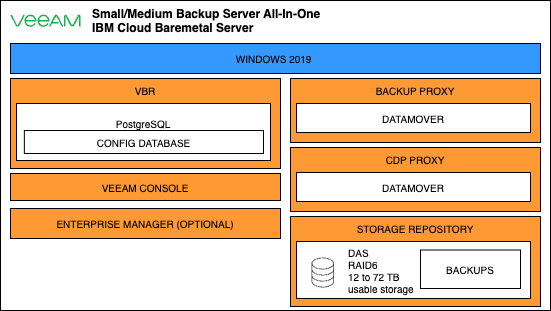 veeAM
Small/Medium Backup Server All-In-One
IBM Cloud Baremetal Server
WINDOWS 2019
VBR
PostgreSQL
CONFIG DATABASE
VEEAM CONSOLE
ENTERPRISE MANAGER (OPTIONAL)
BACKUP PROXY
DATAMOVER
CDP PROXY
DATAMOVER
STORAGE REPOSITORY
DAS
RAID6
12 to 72 TB
usable storage
BACKUPS